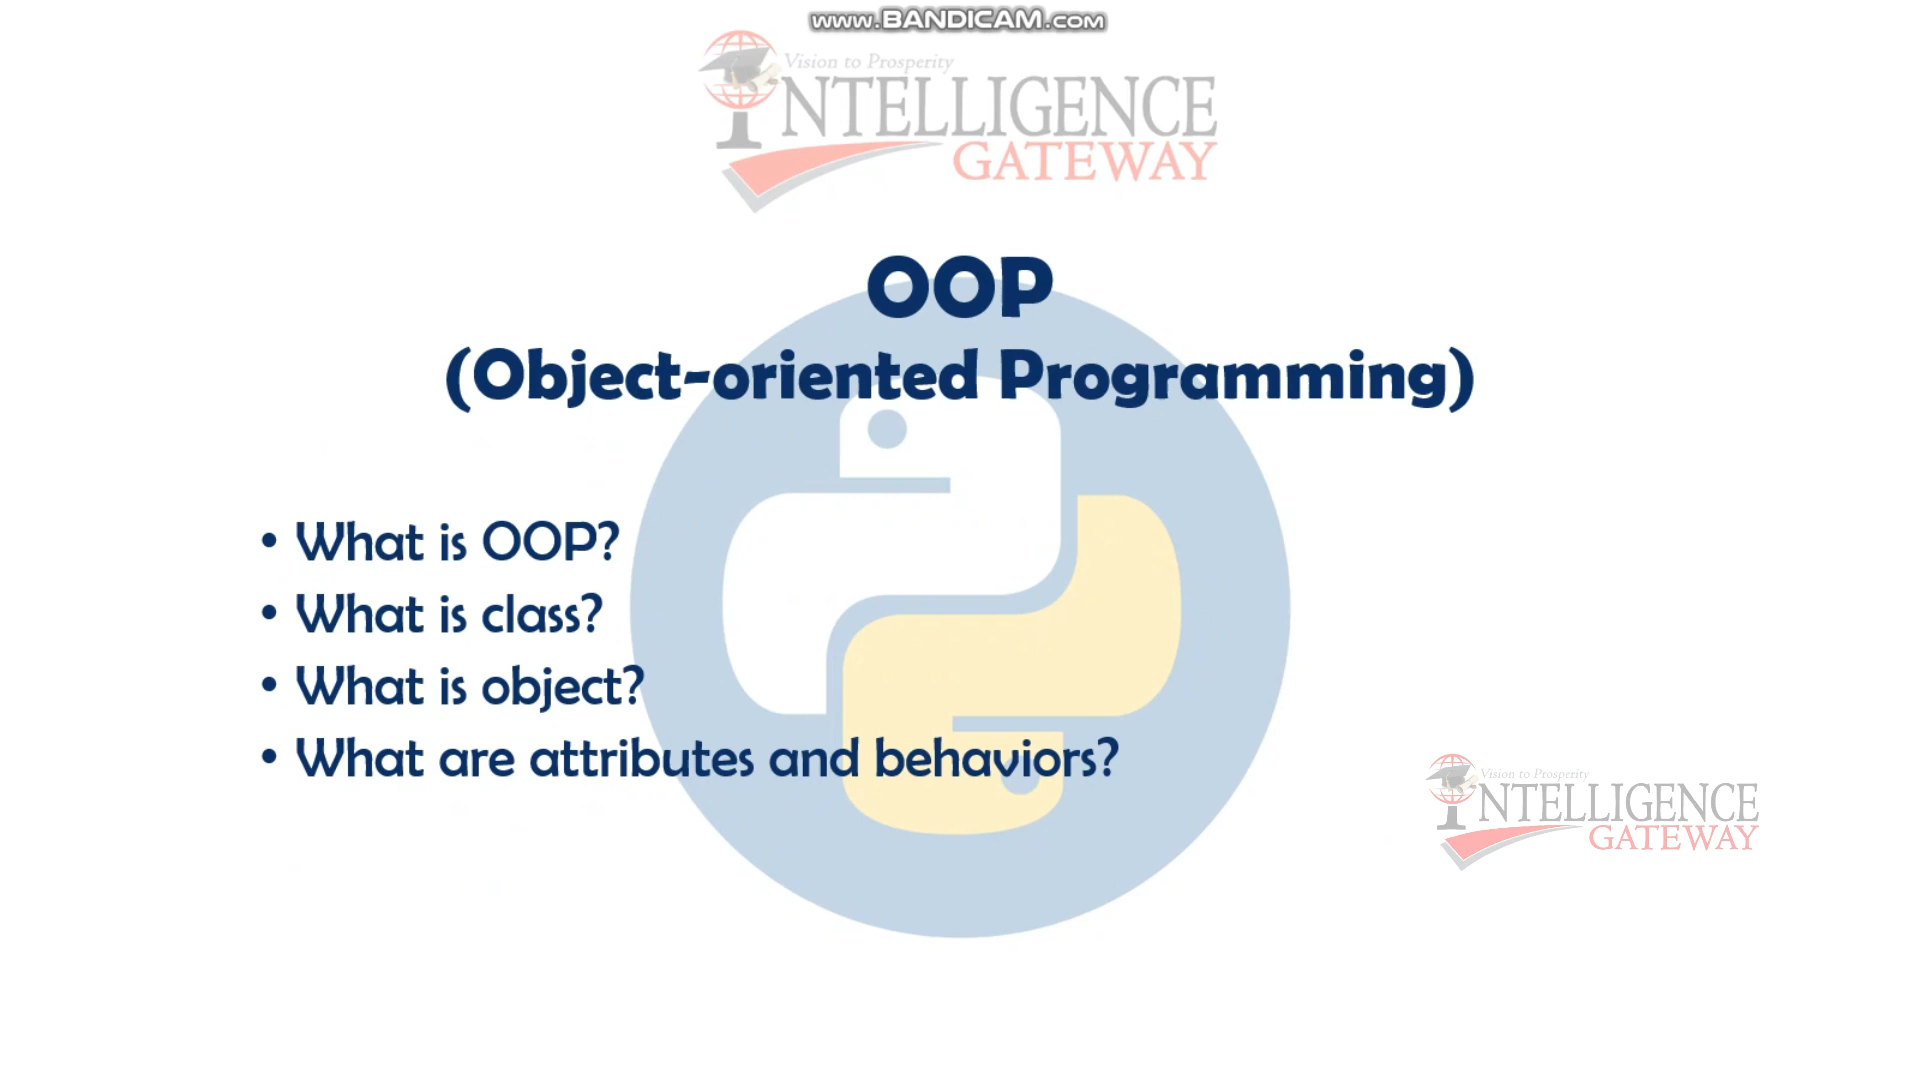 www.BANDICAM.com
Vision to Prosperity
INTELLIGENCE
GATEWAY
OOP
(Object-oriented Programming)
• What is OOP?
• What is class?
• What is object?
• What are attributes and behaviors?
Vision to Prosperity
INTELLIGENCE
GATEWAY